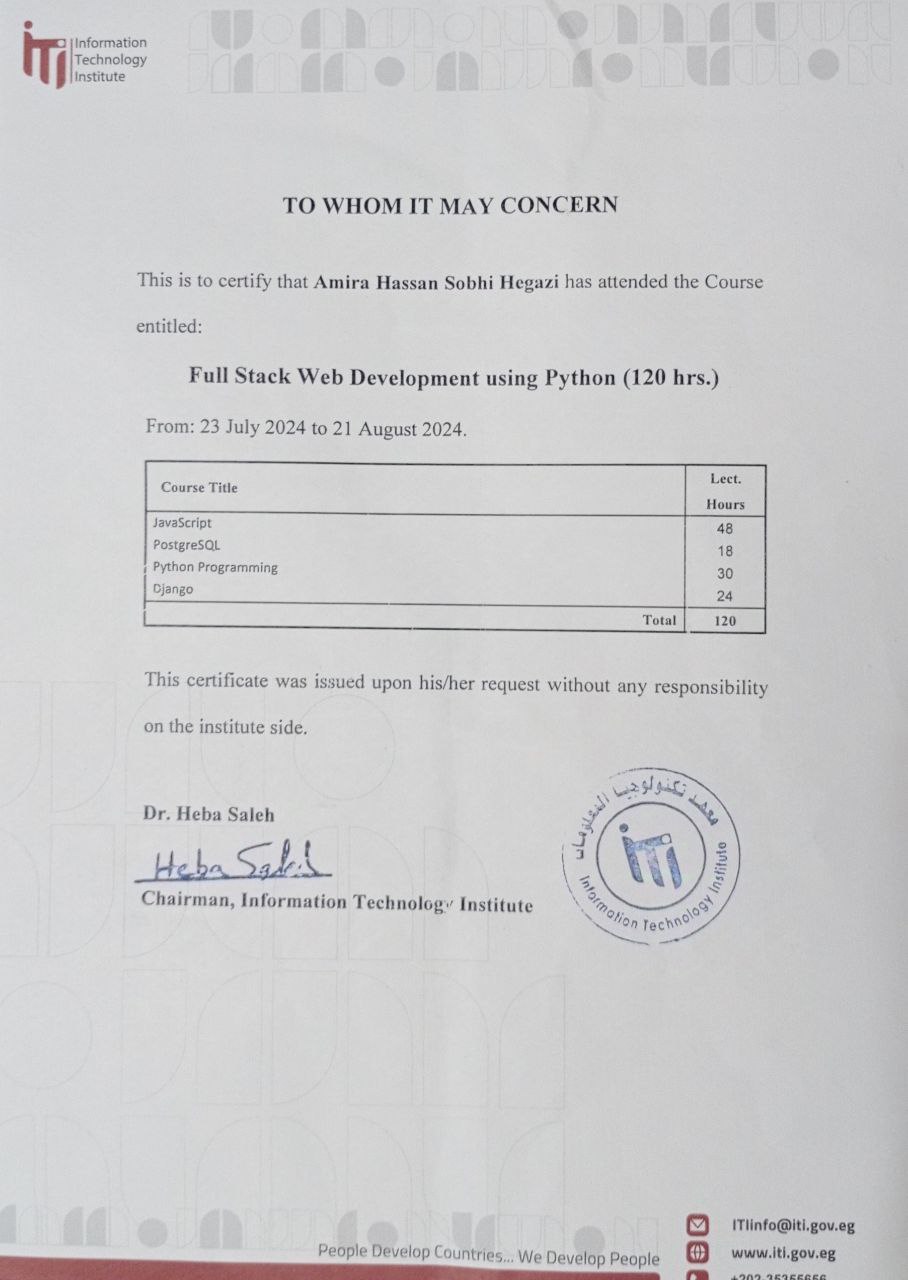 iTi
Information
Technology
Institute
TO WHOM IT MAY CONCERN
This is to certify that Amira Hassan Sobhi Hegazi has attended the Course
entitled:
Full Stack Web Development using Python (120 hrs.)
From: 23 July 2024 to 21 August 2024.
Course Title Lect. Hours
JavaScript 48
PostgreSQL 18
Python Programming 30
Django 24
Total 120
This certificate was issued upon his/her request without any responsibility
on the institute side.
Dr. Heba Saleh
Heba Saleh
Chairman, Information Technology Institute
معهد تكنولوجيا المعلومات
iTi
Information Technology Institute
People Develop Countries... We Develop People
ITIinfo@iti.gov.eg
www.iti.gov.eg
+202-35355656